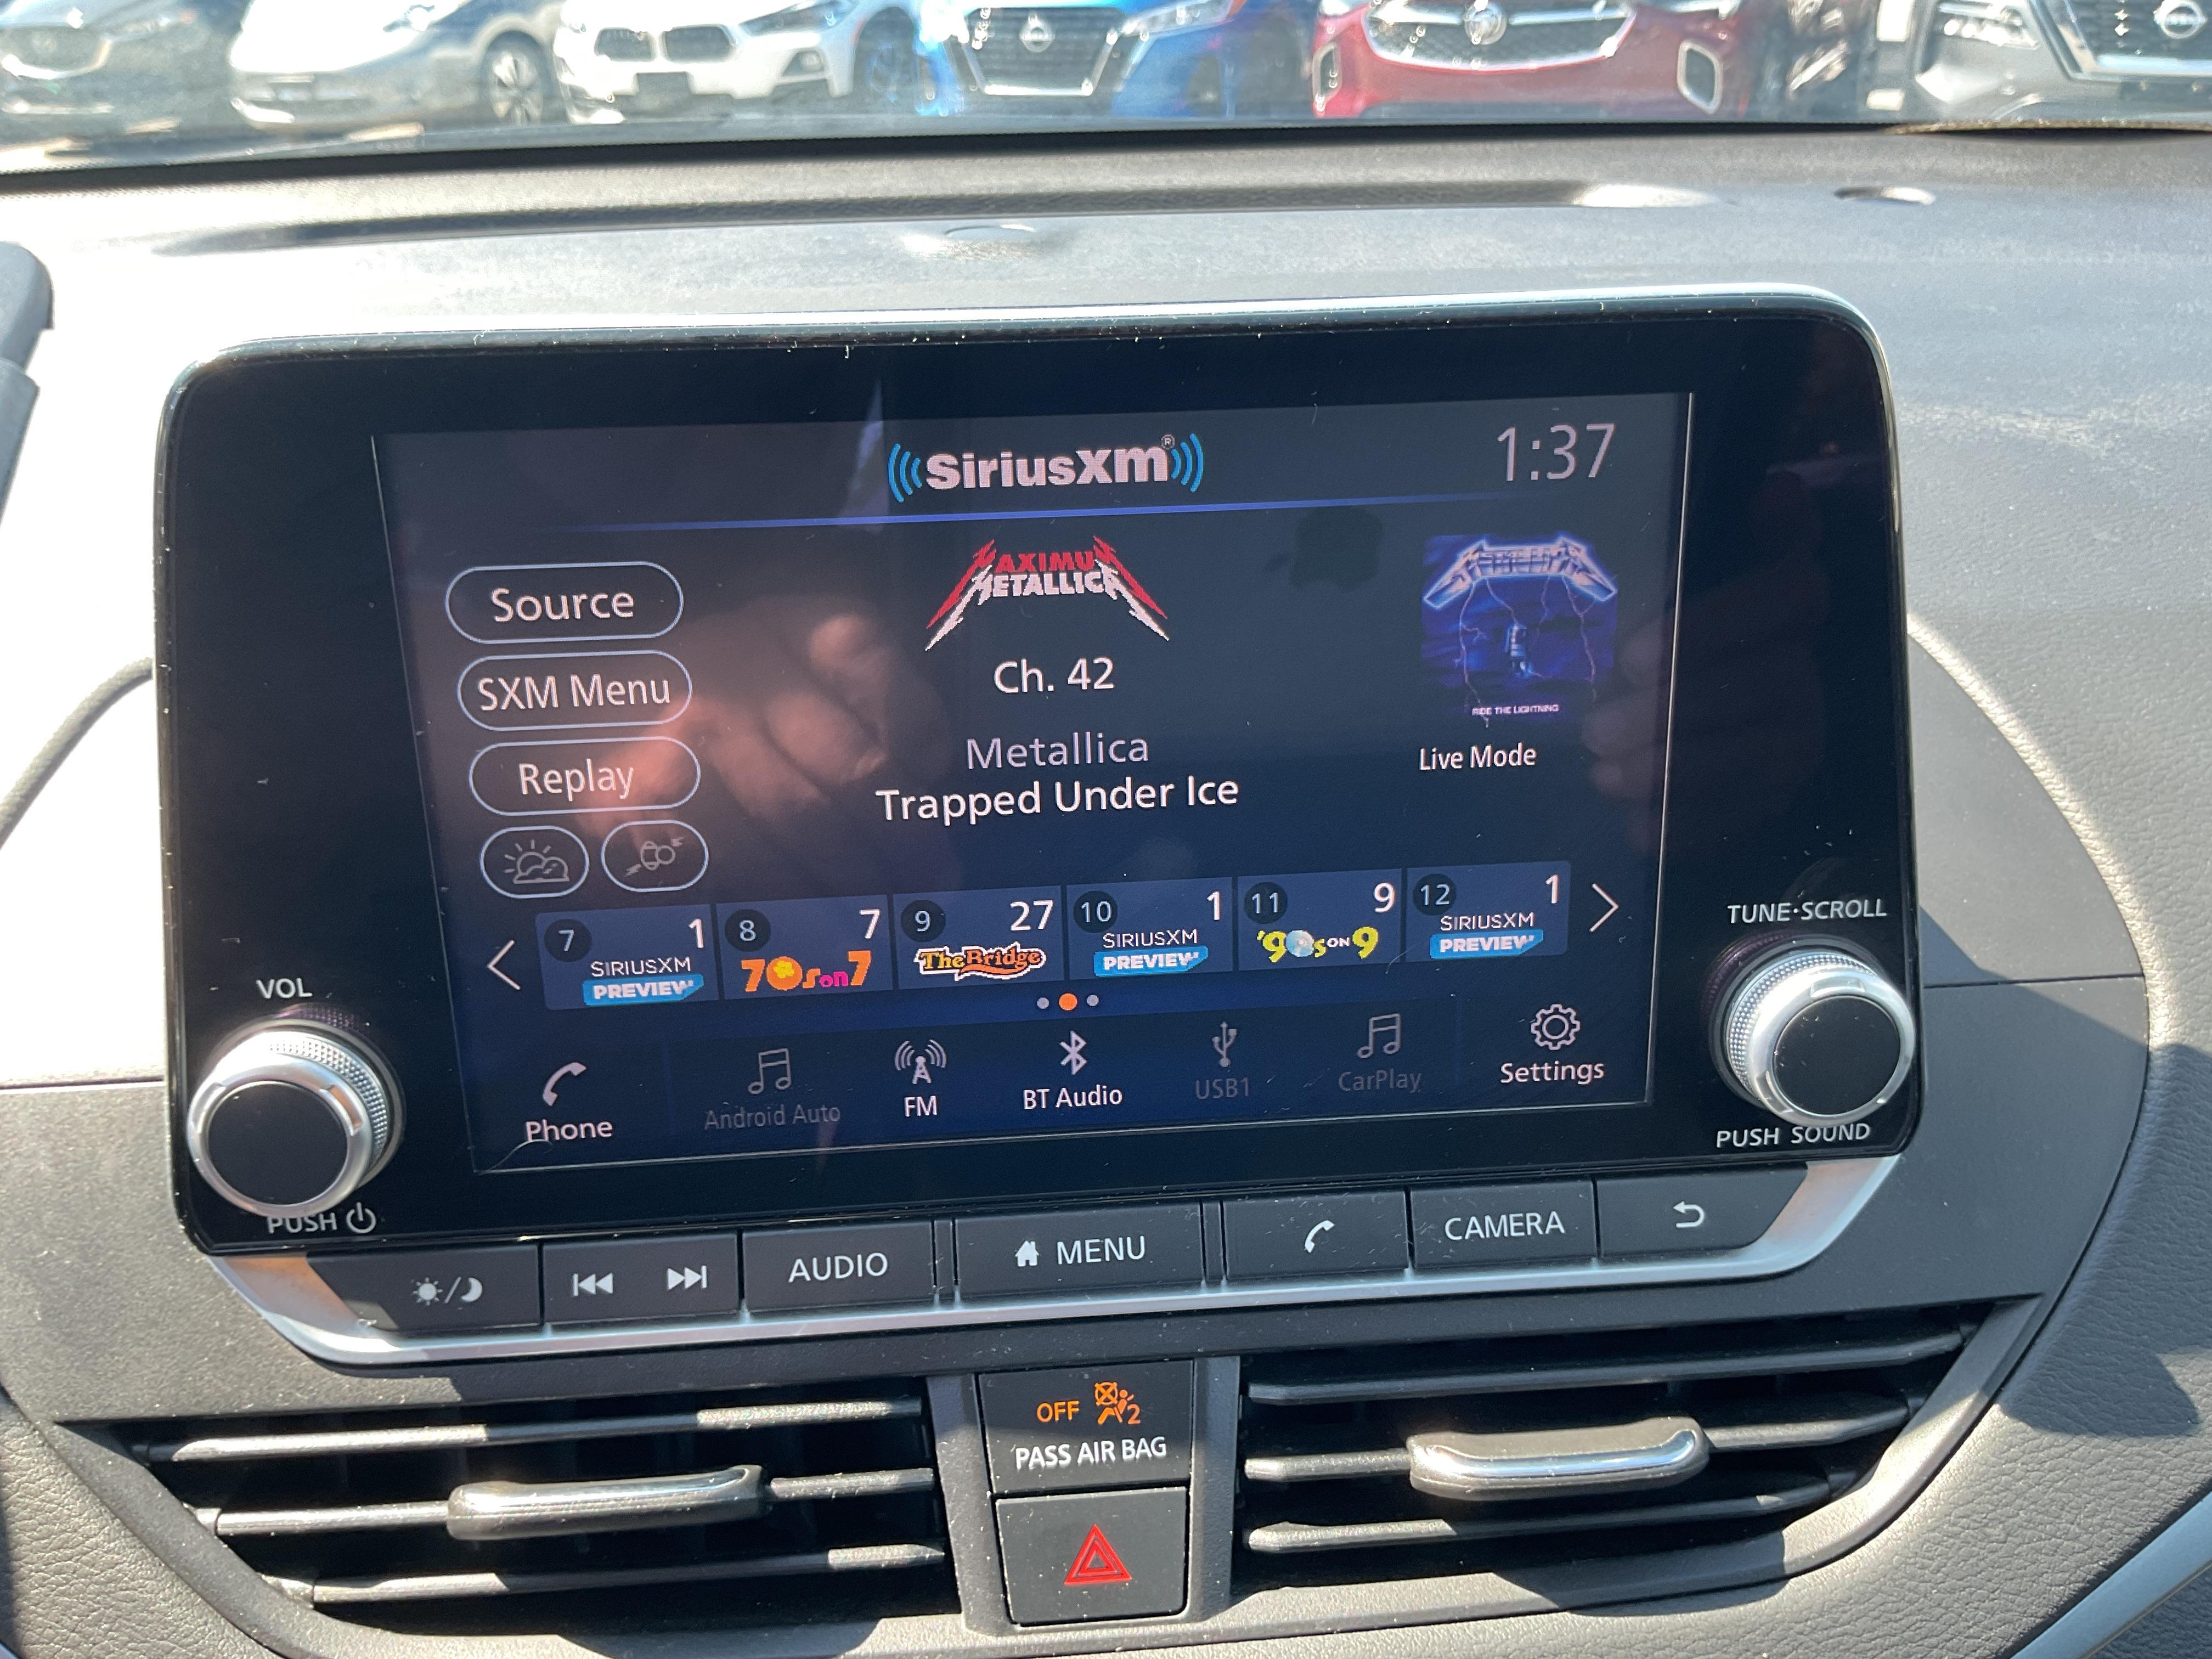 SiriusXM®
1:37
MAXIMUM
METALLICA
METALLICA
Source
Ch. 42
SXM Menu
RIDE THE LIGHTNING
Metallica
Live Mode
Replay
Trapped Under Ice
7 1
SIRIUSXM
PREVIEW
8 7
70s on 7
9 27
The Bridge
10 1
SIRIUSXM
PREVIEW
11 9
'90s ON 9
12 1
SIRIUSXM
PREVIEW
TUNE·SCROLL
VOL
Phone
Android Auto
FM
BT Audio
USB1
CarPlay
Settings
PUSH SOUND
PUSH
AUDIO
MENU
CAMERA
OFF 2
PASS AIR BAG